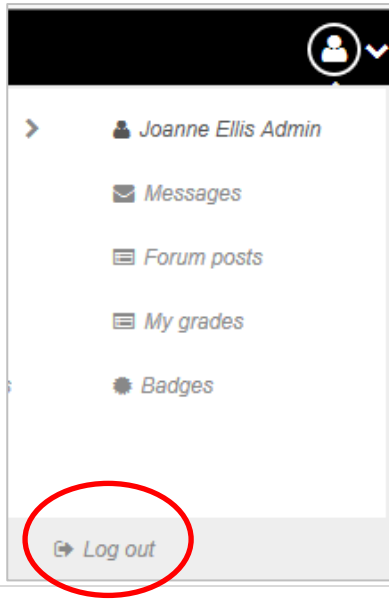 Joanne Ellis Admin
Messages
Forum posts
My grades
Badges
Log out